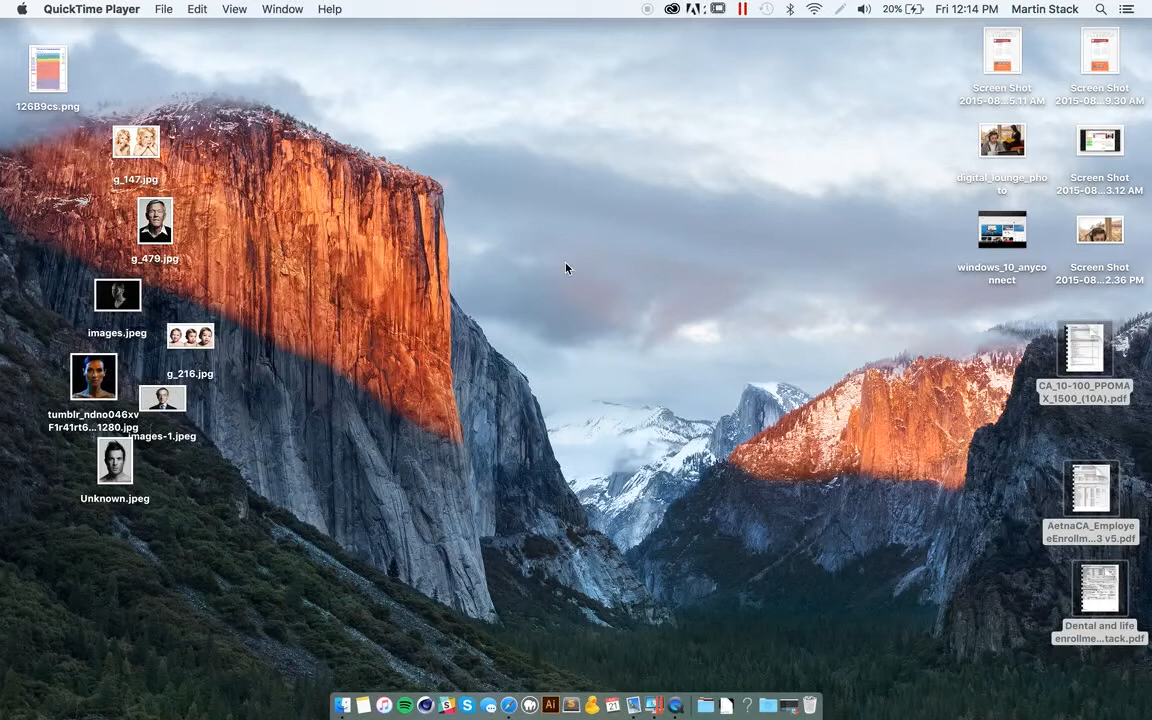 QuickTime Player File Edit View Window Help 20% Fri 12:14 PM Martin Stack
126B9cs.png
g_147.jpg
g_479.jpg
images.jpeg
g_216.jpg
tumblr_ndno046xv
F1r41rt6...1280.jpg
images-1.jpeg
Unknown.jpeg
Screen Shot
2015-08...5.11 AM
Screen Shot
2015-08...9.30 AM
digital_lounge_pho
to
Screen Shot
2015-08...3.12 AM
windows_10_anyco
nnect
Screen Shot
2015-08...2.36 PM
CA_10-100_PPOMA
X_1500_(10A).pdf
AetnaCA_Employe
eEnrollm...3 v5.pdf
Dental and life
enrollme...tack.pdf
Ai
21